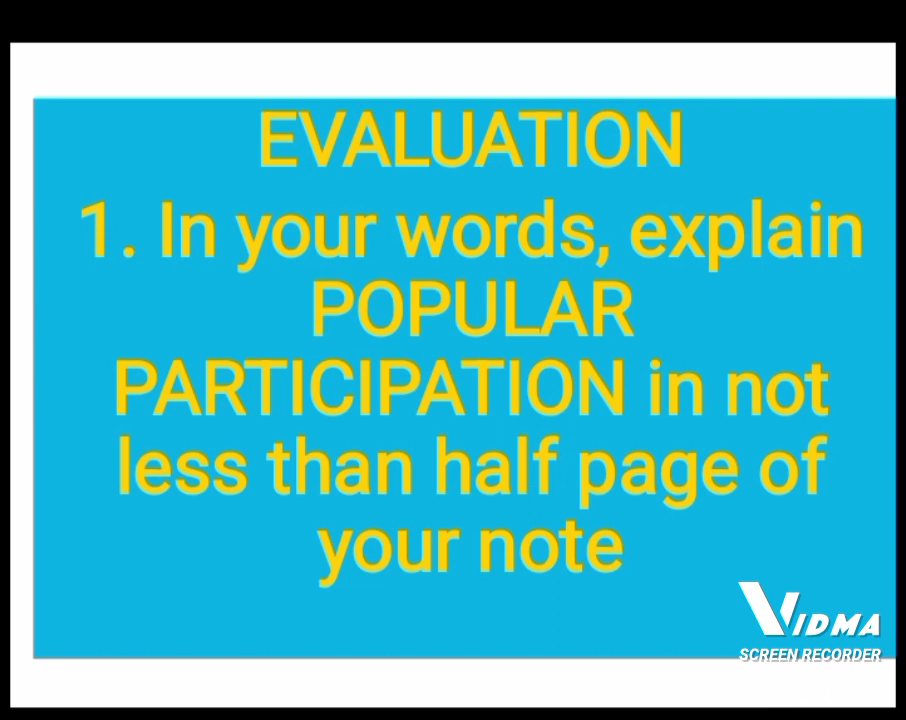 EVALUATION
1. In your words, explain
POPULAR
PARTICIPATION in not
less than half page of
your note
VIDMA
SCREEN RECORDER